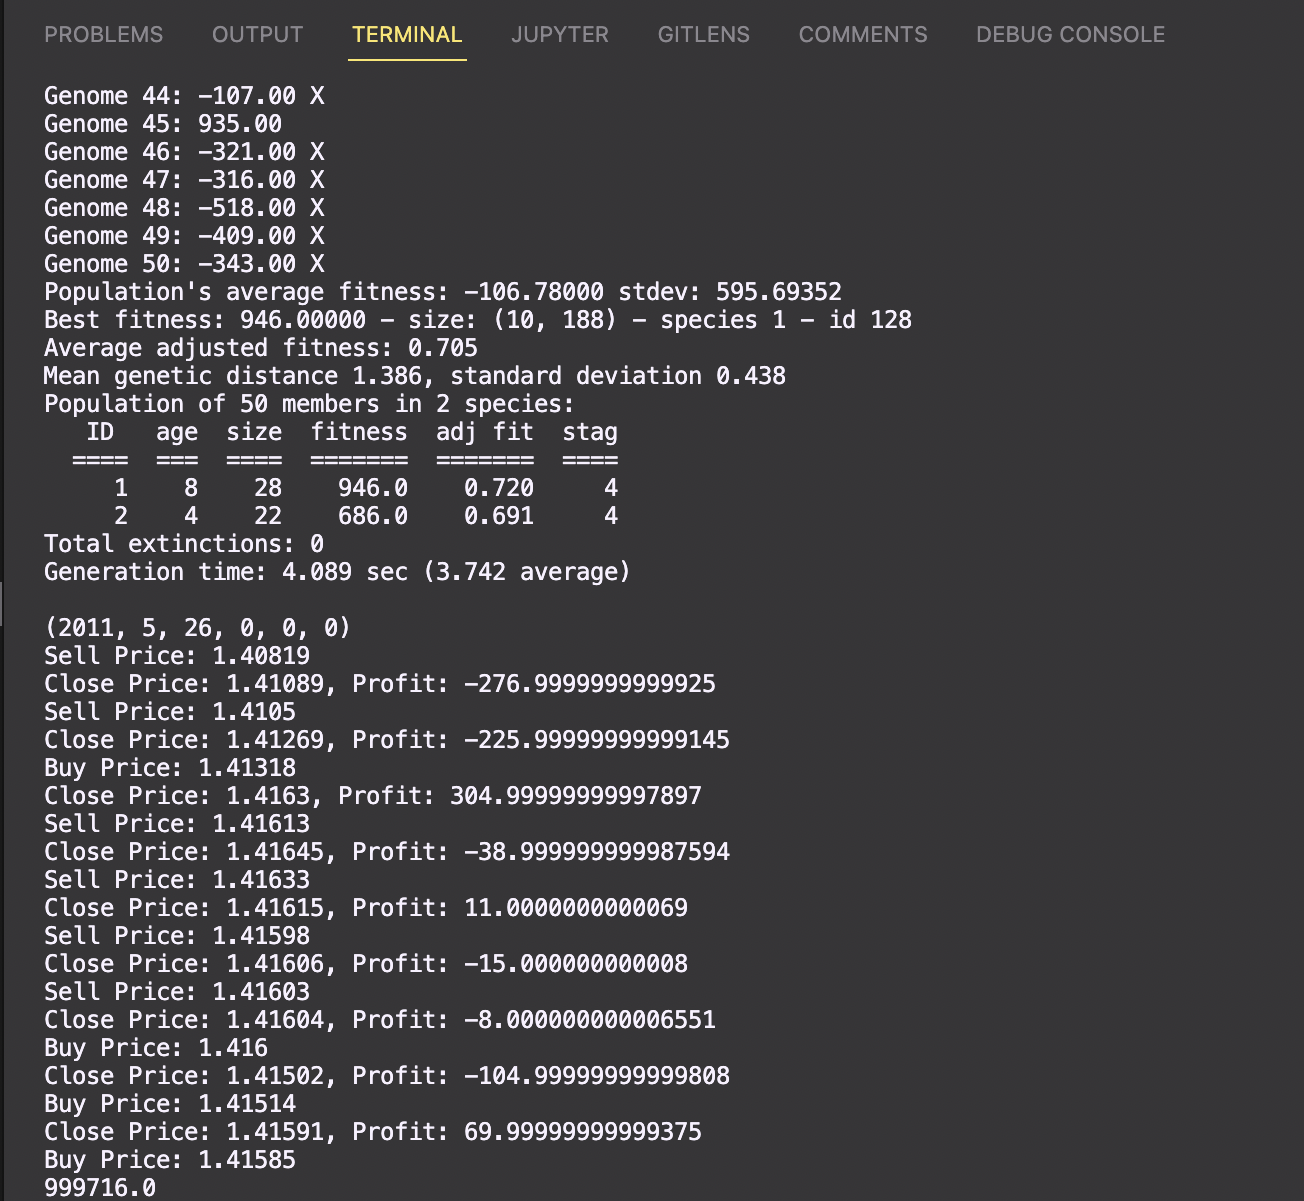 PROBLEMS OUTPUT TERMINAL JUPYTER GITLENS COMMENTS DEBUG CONSOLE
Genome 44: -107.00 X
Genome 45: 935.00
Genome 46: -321.00 X
Genome 47: -316.00 X
Genome 48: -518.00 X
Genome 49: -409.00 X
Genome 50: -343.00 X
Population's average fitness: -106.78000 stdev: 595.69352
Best fitness: 946.00000 - size: (10, 188) - species 1 - id 128
Average adjusted fitness: 0.705
Mean genetic distance 1.386, standard deviation 0.438
Population of 50 members in 2 species:
   ID   age  size   fitness   adj fit  stag
  ====  ===  ====  =======  =======  ====
     1     8    28    946.0    0.720     4
     2     4    22    686.0    0.691     4
Total extinctions: 0
Generation time: 4.089 sec (3.742 average)
(2011, 5, 26, 0, 0, 0)
Sell Price: 1.40819
Close Price: 1.41089, Profit: -276.9999999999925
Sell Price: 1.4105
Close Price: 1.41269, Profit: -225.99999999999145
Buy Price: 1.41318
Close Price: 1.4163, Profit: 304.99999999997897
Sell Price: 1.41613
Close Price: 1.41645, Profit: -38.999999999987594
Sell Price: 1.41633
Close Price: 1.41615, Profit: 11.0000000000069
Sell Price: 1.41598
Close Price: 1.41606, Profit: -15.000000000008
Sell Price: 1.41603
Close Price: 1.41604, Profit: -8.000000000006551
Buy Price: 1.416
Close Price: 1.41502, Profit: -104.99999999999808
Buy Price: 1.41514
Close Price: 1.41591, Profit: 69.99999999999375
Buy Price: 1.41585
999716.0